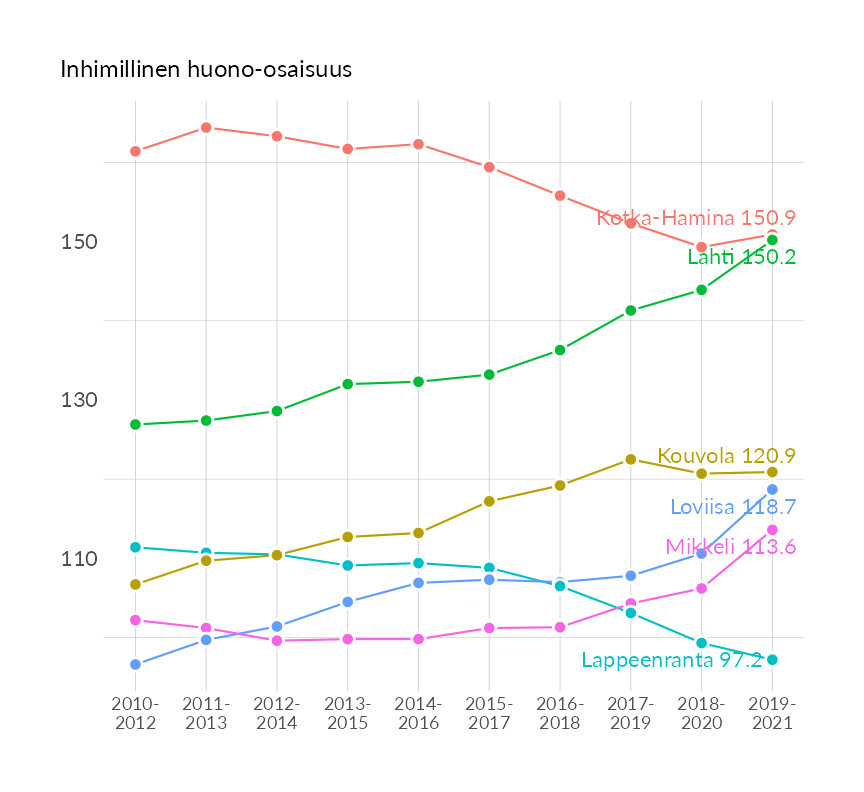 Inhimillinen huono-osaisuus
Kotka-Hamina 150.9
150
Lahti 150.2
130
Kouvola 120.9
Loviisa 118.7
Mikkeli 113.6
110
Lappeenranta 97.2
2010- 2011- 2012- 2013- 2014- 2015- 2016- 2017- 2018- 2019-
2012 2013 2014 2015 2016 2017 2018 2019 2020 2021